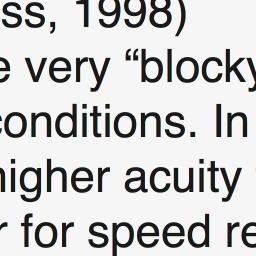 ss, 1998)
e very “blocky
conditions. In
higher acuity
r for speed re